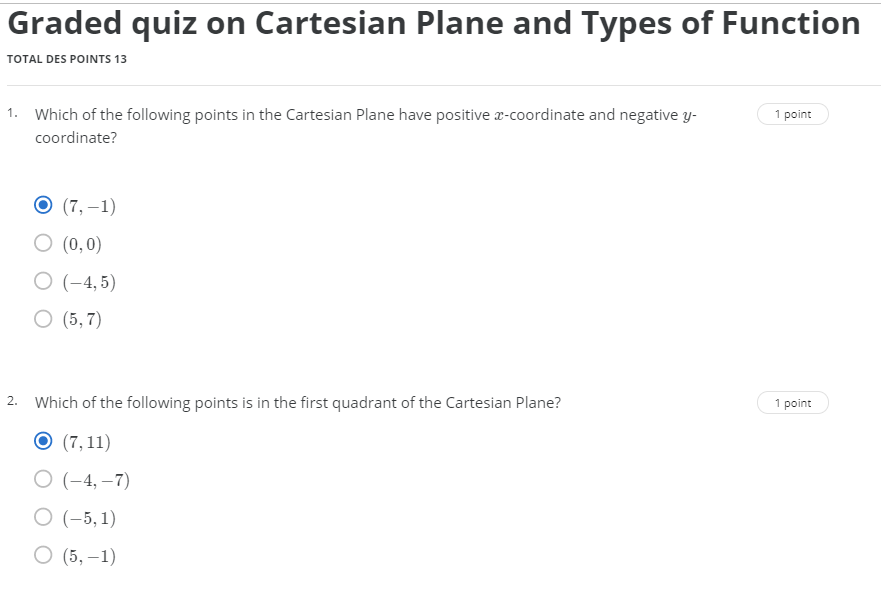 Graded quiz on Cartesian Plane and Types of Function
TOTAL DES POINTS 13
1. Which of the following points in the Cartesian Plane have positive x-coordinate and negative y-
coordinate?
1 point
(7, −1)
(0, 0)
(−4, 5)
(5, 7)
2. Which of the following points is in the first quadrant of the Cartesian Plane?
1 point
(7, 11)
(−4, −7)
(−5, 1)
(5, −1)